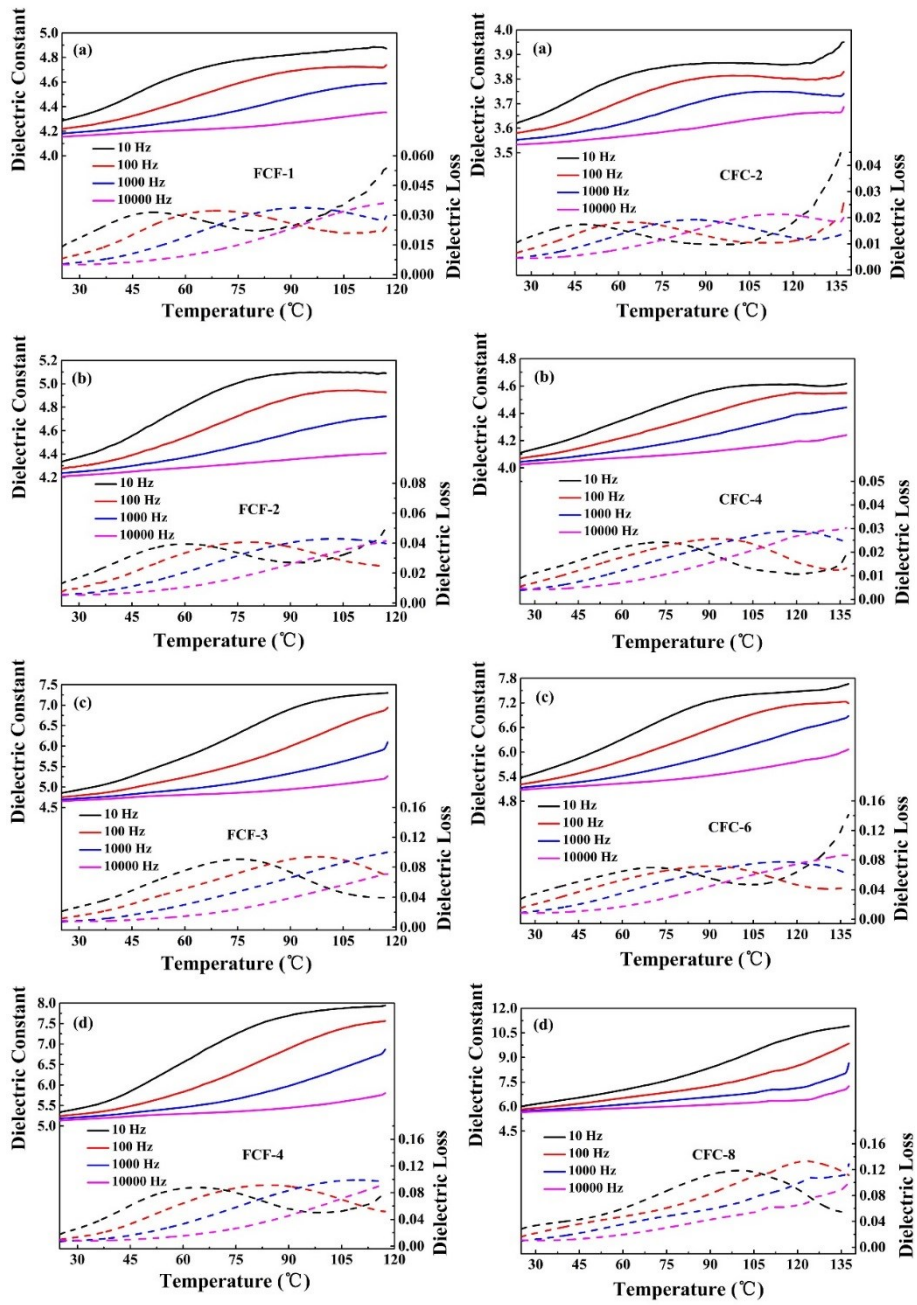 (a)
Dielectric Constant
5.0
4.8
4.6
4.4
4.2
4.0
10 Hz
100 Hz
1000 Hz
10000 Hz
FCF-1
0.060
0.045
0.030
0.015
0.000
Dielectric Loss
30 45 60 75 90 105 120
Temperature (℃)
(a)
Dielectric Constant
4.0
3.9
3.8
3.7
3.6
3.5
10 Hz
100 Hz
1000 Hz
10000 Hz
CFC-2
0.04
0.03
0.02
0.01
0.00
Dielectric Loss
30 45 60 75 90 105 120 135
Temperature (℃)
(b)
Dielectric Constant
5.2
5.0
4.8
4.6
4.4
4.2
10 Hz
100 Hz
1000 Hz
10000 Hz
FCF-2
0.08
0.06
0.04
0.02
0.00
Dielectric Loss
30 45 60 75 90 105 120
Temperature (℃)
(b)
Dielectric Constant
4.8
4.6
4.4
4.2
4.0
10 Hz
100 Hz
1000 Hz
10000 Hz
CFC-4
0.05
0.04
0.03
0.02
0.01
0.00
Dielectric Loss
30 45 60 75 90 105 120 135
Temperature (℃)
(c)
Dielectric Constant
7.5
7.0
6.5
6.0
5.5
5.0
4.5
10 Hz
100 Hz
1000 Hz
10000 Hz
FCF-3
0.16
0.12
0.08
0.04
0.00
Dielectric Loss
30 45 60 75 90 105 120
Temperature (℃)
(c)
Dielectric Constant
7.8
7.2
6.6
6.0
5.4
4.8
10 Hz
100 Hz
1000 Hz
10000 Hz
CFC-6
0.16
0.12
0.08
0.04
0.00
Dielectric Loss
30 45 60 75 90 105 120 135
Temperature (℃)
(d)
Dielectric Constant
8.0
7.5
7.0
6.5
6.0
5.5
5.0
10 Hz
100 Hz
1000 Hz
10000 Hz
FCF-4
0.16
0.12
0.08
0.04
0.00
Dielectric Loss
30 45 60 75 90 105 120
Temperature (℃)
(d)
Dielectric Constant
12.0
10.5
9.0
7.5
6.0
4.5
10 Hz
100 Hz
1000 Hz
10000 Hz
CFC-8
0.16
0.12
0.08
0.04
0.00
Dielectric Loss
30 45 60 75 90 105 120 135
Temperature (℃)